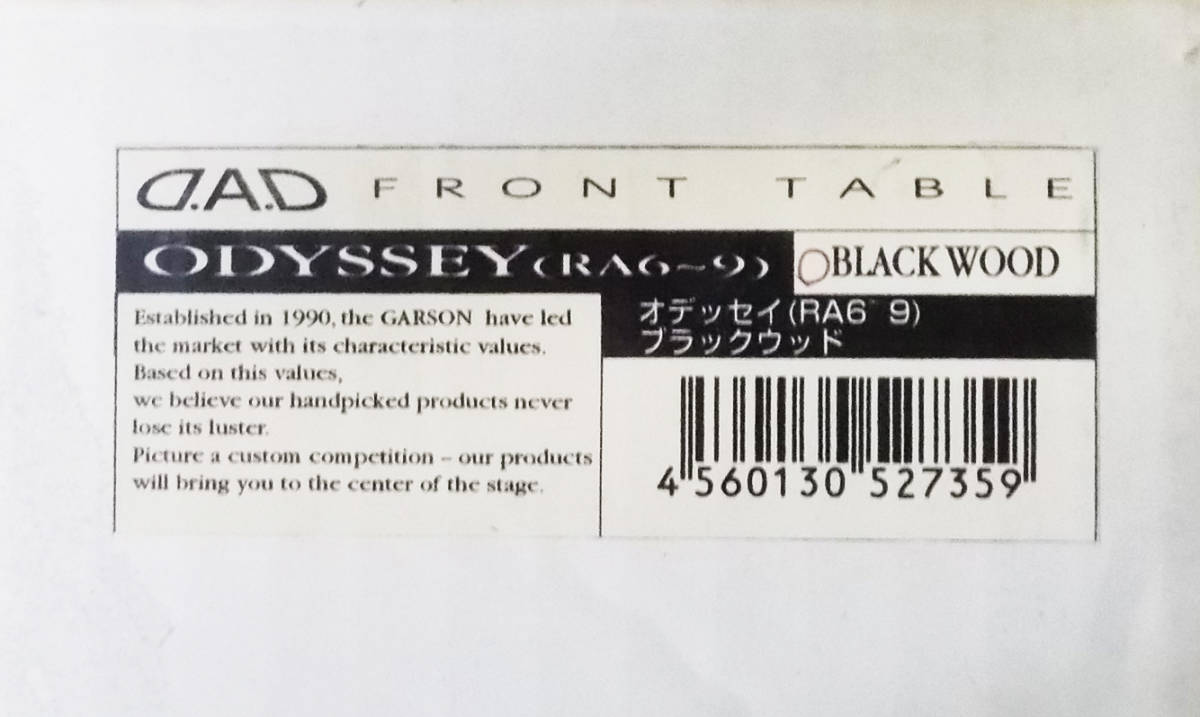 D.A.D FRONT TABLE
ODYSSEY(RA6~9)
BLACK WOOD
オデッセイ(RA6~9)
ブラックウッド
Established in 1990, the GARSON have led
the market with its characteristic values.
Based on this values,
we believe our handpicked products never
lose its luster.
Picture a custom competition – our products
will bring you to the center of the stage.
4 560130 527359